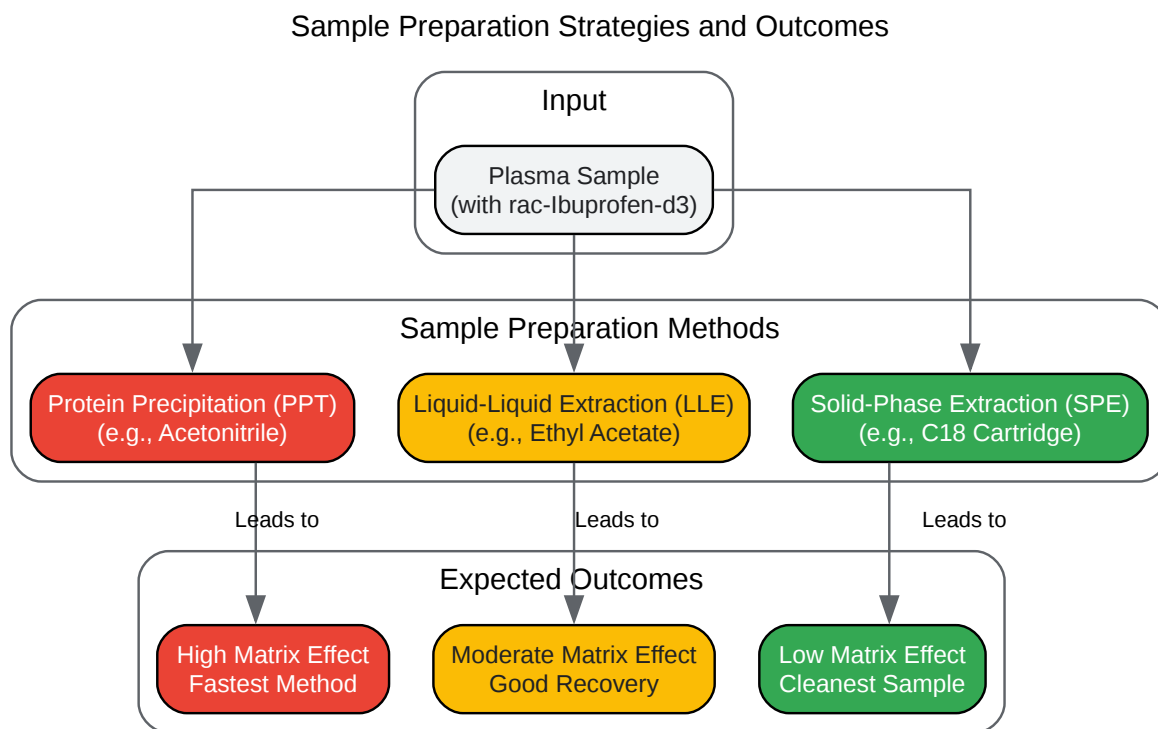 Sample Preparation Strategies and Outcomes
Input
Plasma Sample
(with rac-Ibuprofen-d3)
Sample Preparation Methods
Protein Precipitation (PPT)
(e.g., Acetonitrile)
Liquid-Liquid Extraction (LLE)
(e.g., Ethyl Acetate)
Solid-Phase Extraction (SPE)
(e.g., C18 Cartridge)
Leads to
Leads to
Leads to
Expected Outcomes
High Matrix Effect
Fastest Method
Moderate Matrix Effect
Good Recovery
Low Matrix Effect
Cleanest Sample